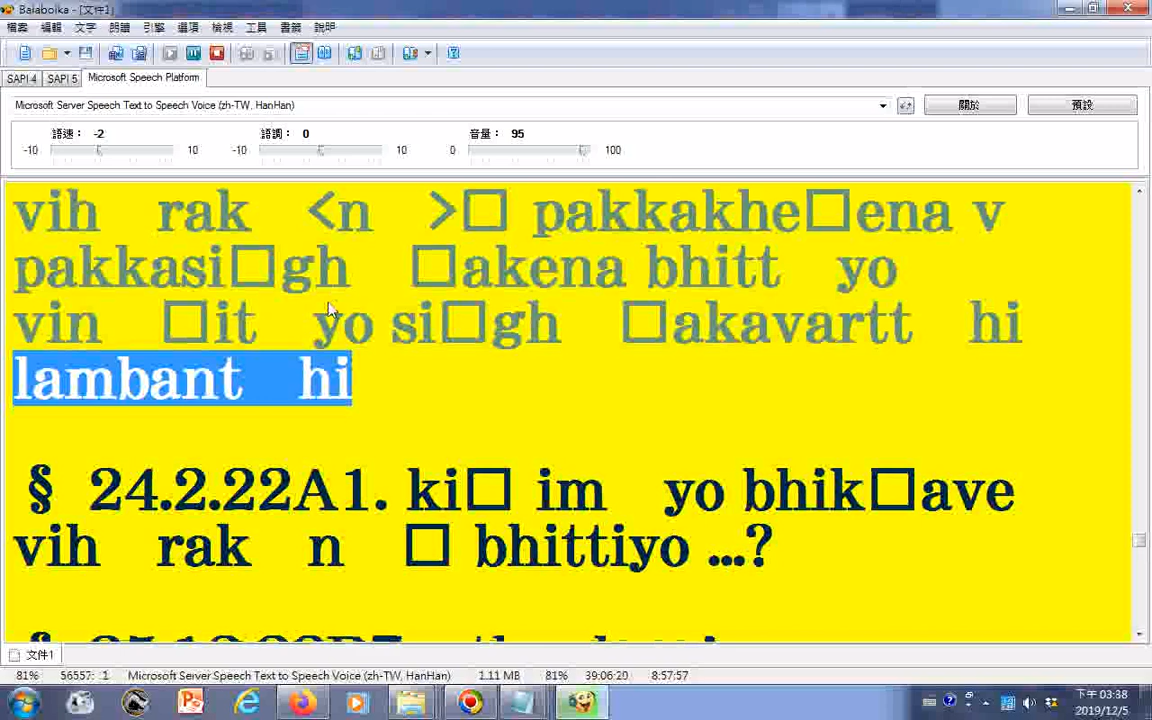 Balabolka - [文件1]
檔案 編輯 文字 朗讀 引擎 選項 檢視 工具 書籤 說明
SAPI 4 SAPI 5 Microsoft Speech Platform
Microsoft Server Speech Text to Speech Voice (zh-TW, HanHan) 關於 預設
語速： -2 語調： 0 音量： 95
-10 10 -10 10 0 100
vih rak <n >□ pakkakhe□ena v
pakkasi□gh □akena bhitt yo
vin □it yo si□gh □akavartt hi
lambant hi
§ 24.2.22A1. ki□ im yo bhik□ave
vih rak n □ bhittiyo ...?
文件1
81% 56557: 1 Microsoft Server Speech Text to Speech Voice (zh-TW, HanHan) 1.11 MB 81% 39:06:20 8:57:57
下午 03:38
2019/12/5